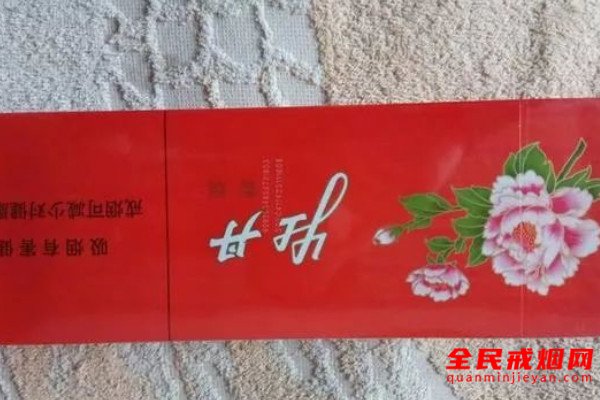 牡丹
吸烟有害健
戒烟可减少对健康
全民戒烟网
quanminjieyan.com